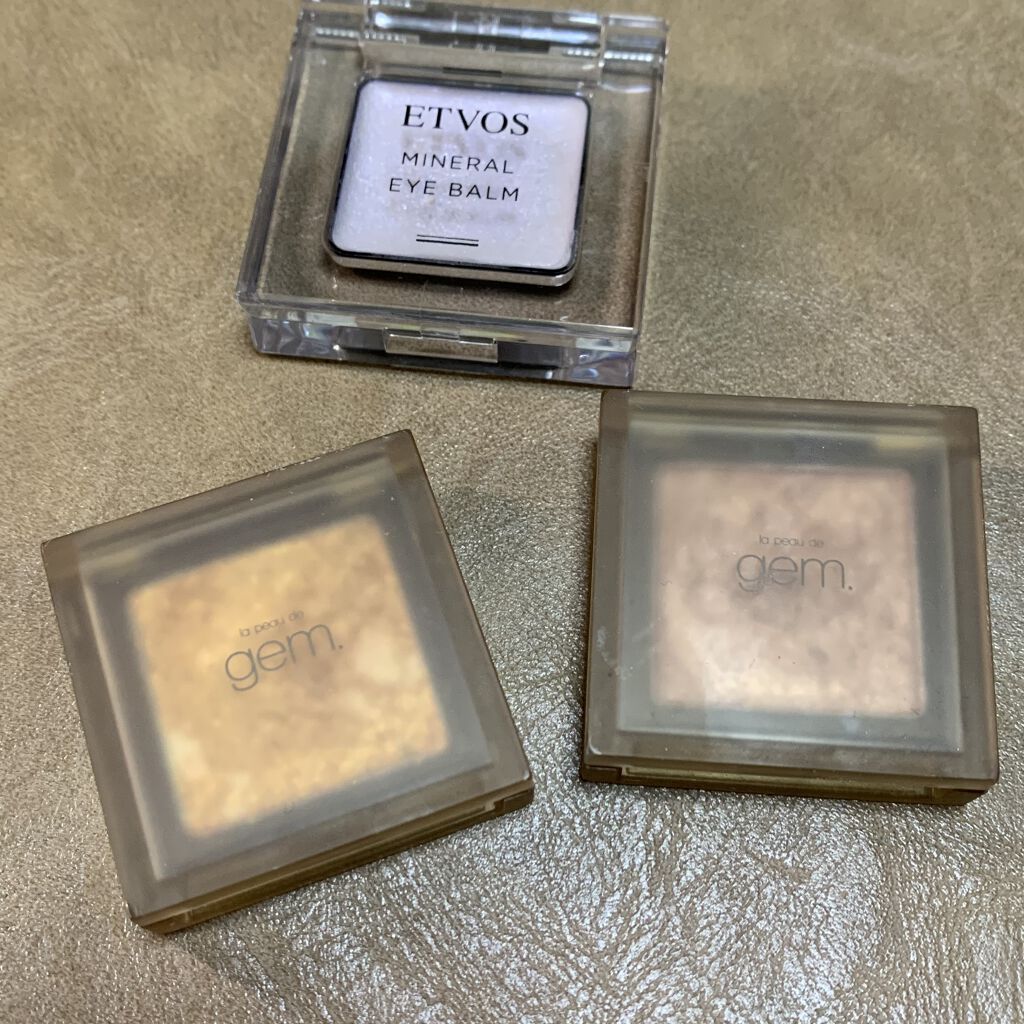 ETVOS
MINERAL
EYE BALM
la peau de
gem.
la peau de
gem.